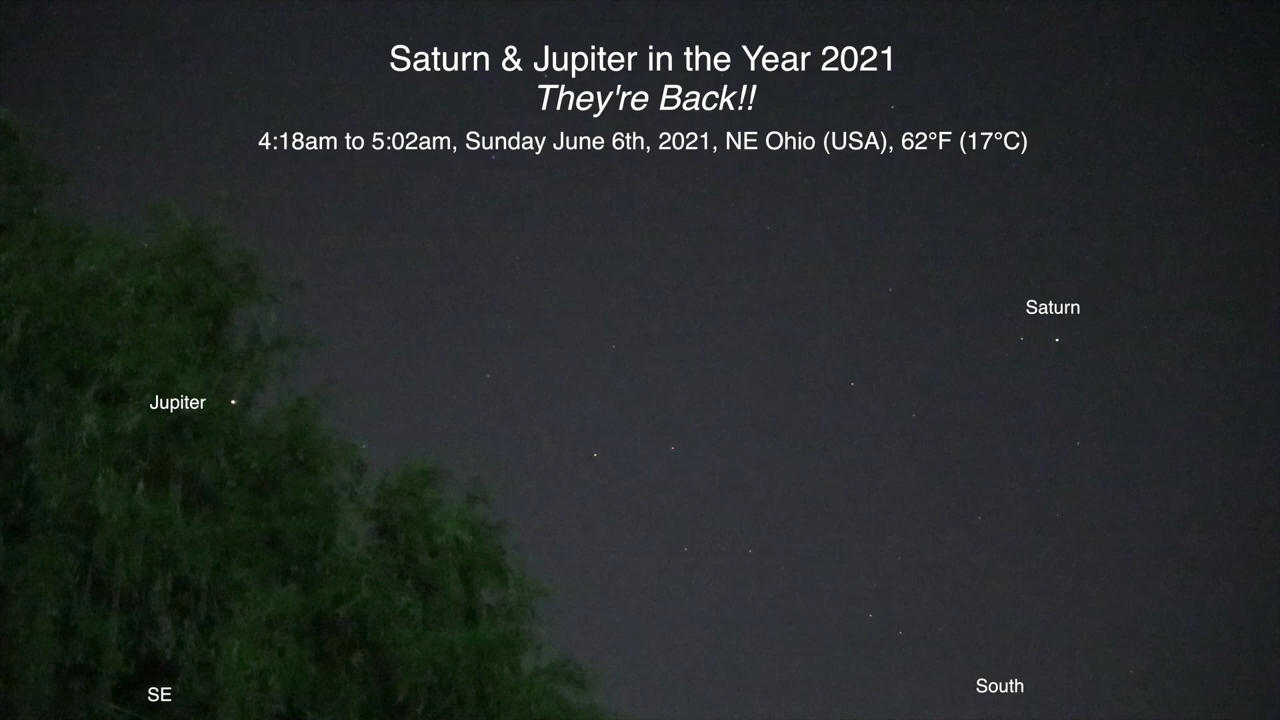 Saturn & Jupiter in the Year 2021
They're Back!!
4:18am to 5:02am, Sunday June 6th, 2021, NE Ohio (USA), 62°F (17°C)
Saturn
Jupiter
South
SE